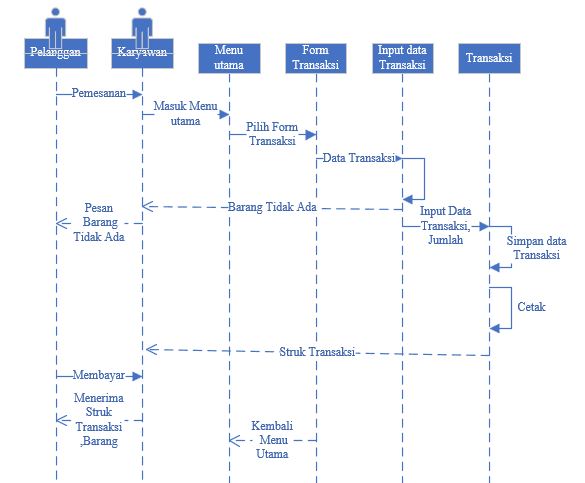 Pelanggan
Karyawan
Menu
utama
Form
Transaksi
Input data
Transaksi
Transaksi
Pemesanan
Masuk Menu
utama
Pilih Form
Transaksi
Data Transaksi
Barang Tidak Ada
Pesan
Barang
Tidak Ada
Input Data
Transaksi,
Jumlah
Simpan data
Transaksi
Cetak
Struk Transaksi
Membayar
Menerima
Struk
Transaksi
,Barang
Kembali
Menu
Utama